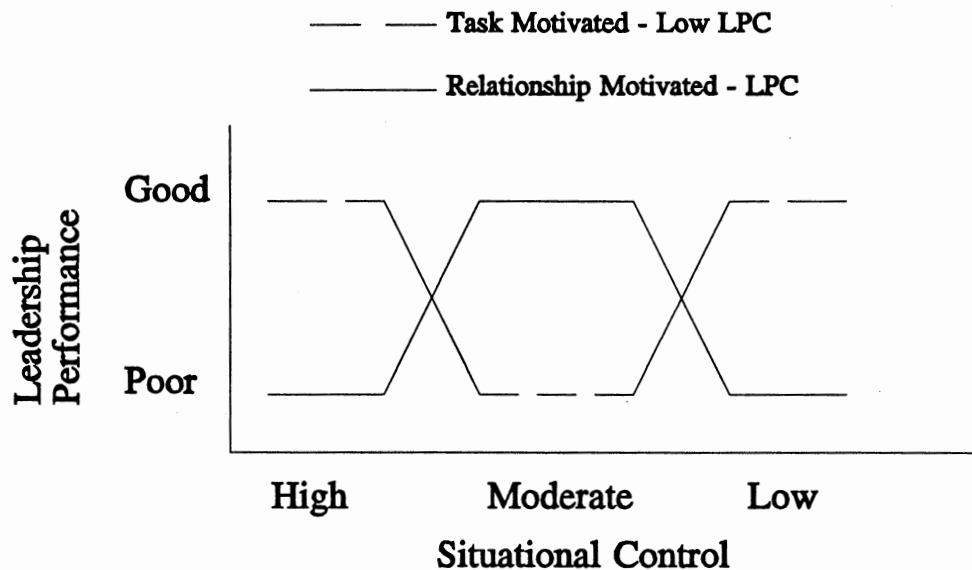 Task Motivated - Low LPC
Relationship Motivated - LPC
Good
Leadership
Performance
Poor
High Moderate Low
Situational Control